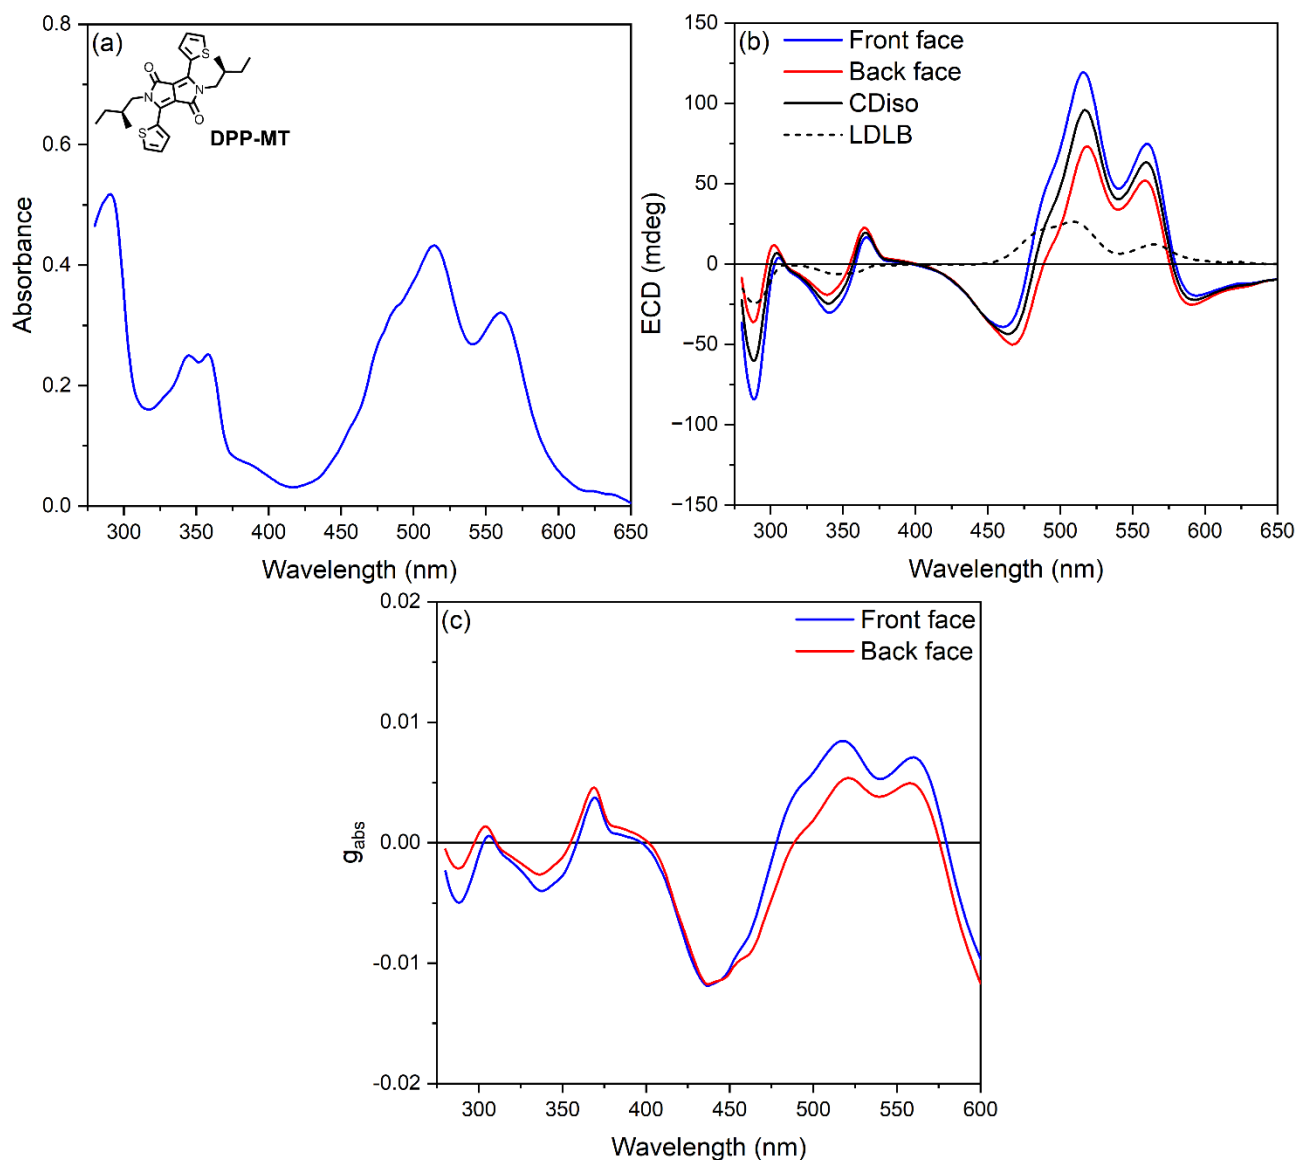 (a)
S
O
N
N
O
S
DPP-MT
Absorbance
0.8
0.6
0.4
0.2
0.0
300 350 400 450 500 550 600 650
Wavelength (nm)
(b)
Front face
Back face
CDiso
LDLB
ECD (mdeg)
150
100
50
0
−50
−100
−150
300 350 400 450 500 550 600 650
Wavelength (nm)
(c)
Front face
Back face
gabs
0.02
0.01
0.00
-0.01
-0.02
300 350 400 450 500 550 600
Wavelength (nm)